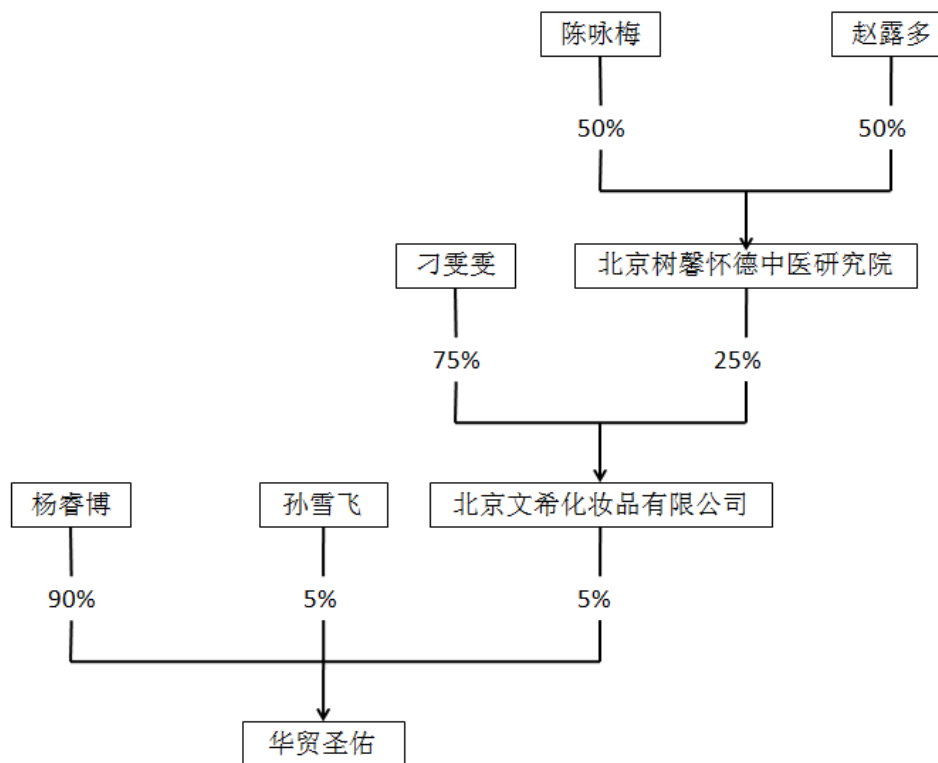 陈咏梅
赵露多
50%
50%
刁雯雯
北京树馨怀德中医研究院
75%
25%
杨睿博
孙雪飞
北京文希化妆品有限公司
90%
5%
5%
华贸圣佑